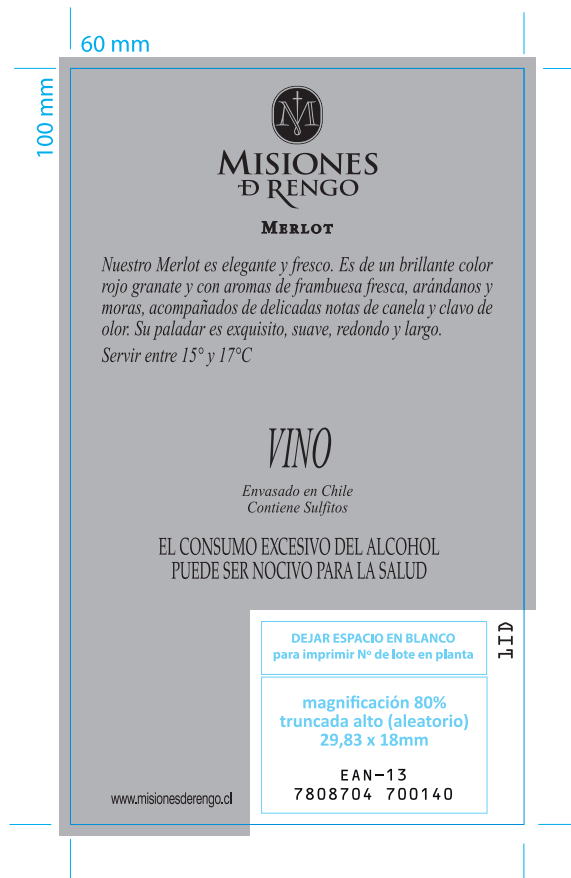 60 mm
100 mm
M
MISIONES
D RENGO
MERLOT
Nuestro Merlot es elegante y fresco. Es de un brillante color
rojo granate y con aromas de frambuesa fresca, arándanos y
moras, acompañados de delicadas notas de canela y clavo de
olor. Su paladar es exquisito, suave, redondo y largo.
Servir entre 15° y 17°C
VINO
Envasado en Chile
Contiene Sulfitos
EL CONSUMO EXCESIVO DEL ALCOHOL
PUEDE SER NOCIVO PARA LA SALUD
DEJAR ESPACIO EN BLANCO
para imprimir Nº de lote en planta
LID
magnificación 80%
truncada alto (aleatorio)
29,83 x 18mm
EAN-13
7808704 700140
www.misionesderengo.cl